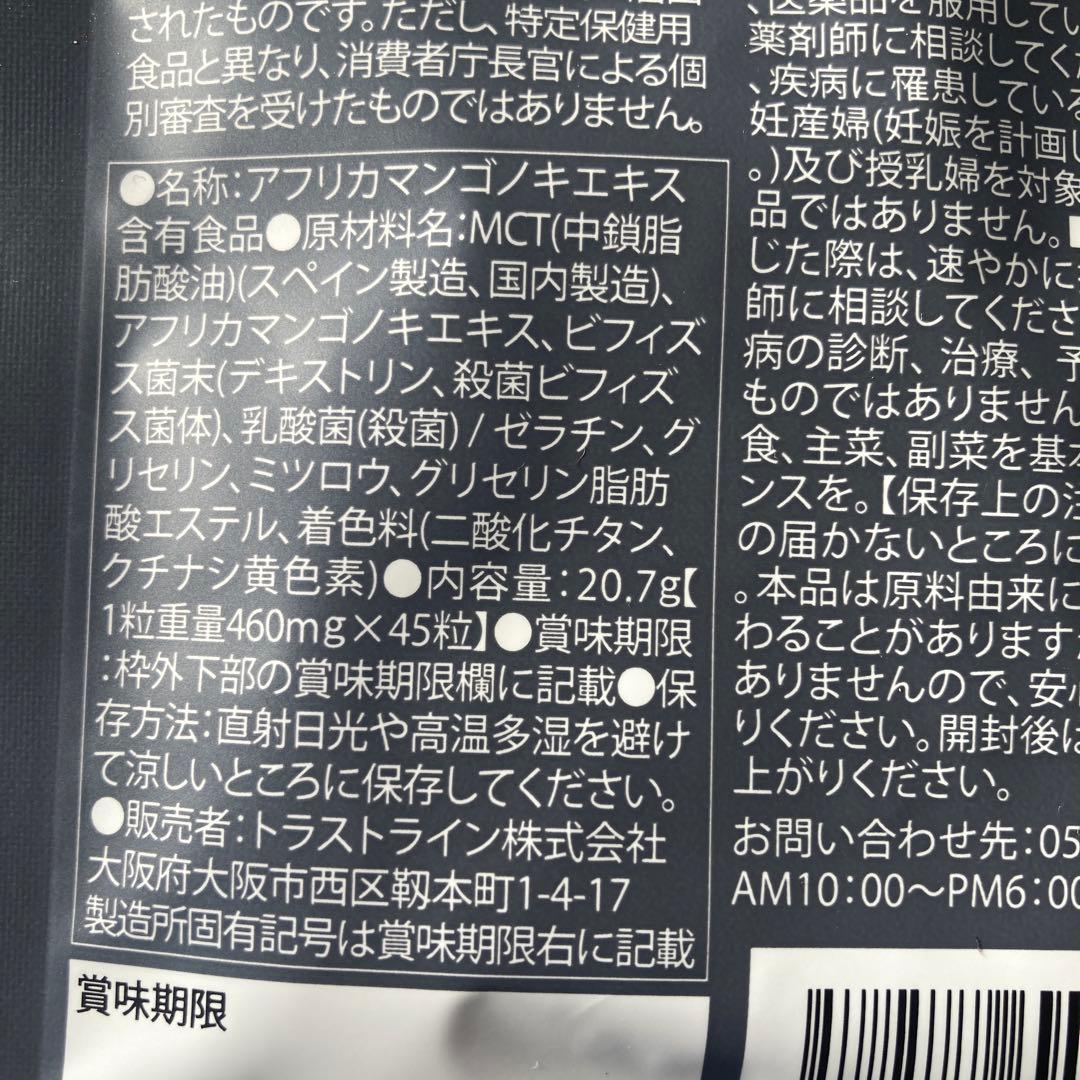 されたものです。ただし、特定保健用
食品と異なり、消費者庁長官による個
別審査を受けたものではありません。
●名称:アフリカマンゴノキエキス
含有食品●原材料名:MCT(中鎖脂
肪酸油)(スペイン製造、国内製造)、
アフリカマンゴノキエキス、ビフィズ
ス菌末(デキストリン、殺菌ビフィズ
ス菌体)、乳酸菌(殺菌) / ゼラチン、グ
リセリン、ミツロウ、グリセリン脂肪
酸エステル、着色料(二酸化チタン、
クチナシ黄色素)●内容量:20.7g【
1粒重量460mg×45粒】●賞味期限
:枠外下部の賞味期限欄に記載●保
存方法:直射日光や高温多湿を避け
て涼しいところに保存してください。
●販売者:トラストライン株式会社
大阪府大阪市西区靱本町1-4-17
製造所固有記号は賞味期限右に記載
賞味期限
、医薬品を服用してい
薬剤師に相談してくだ
、疾病に罹患している
妊産婦(妊娠を計画し
。)及び授乳婦を対象
品ではありません。■
じた際は、速やかに
師に相談してくださ
病の診断、治療、予
ものではありません
食、主菜、副菜を基本
ンスを。【保存上の注
の届かないところに
。本品は原料由来に
わることがあります
ありませんので、安心
りください。開封後は
上がりください。
お問い合わせ先:05
AM10:00〜PM6:00